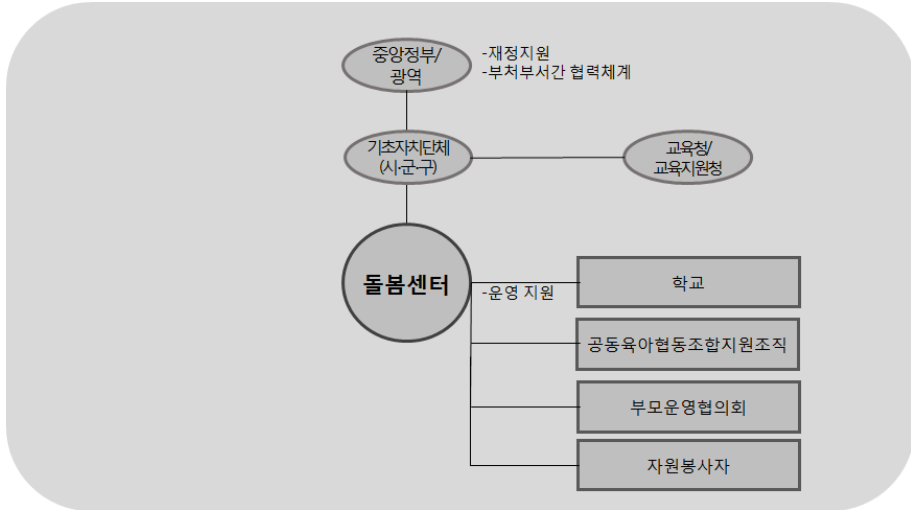 중앙정부/
광역
-재정지원
-부처부서간 협력체계
기초자치단체
(시·군·구)
교육청/
교육지원청
돌봄센터
-운영 지원
학교
공동육아협동조합지원조직
부모운영협의회
자원봉사자